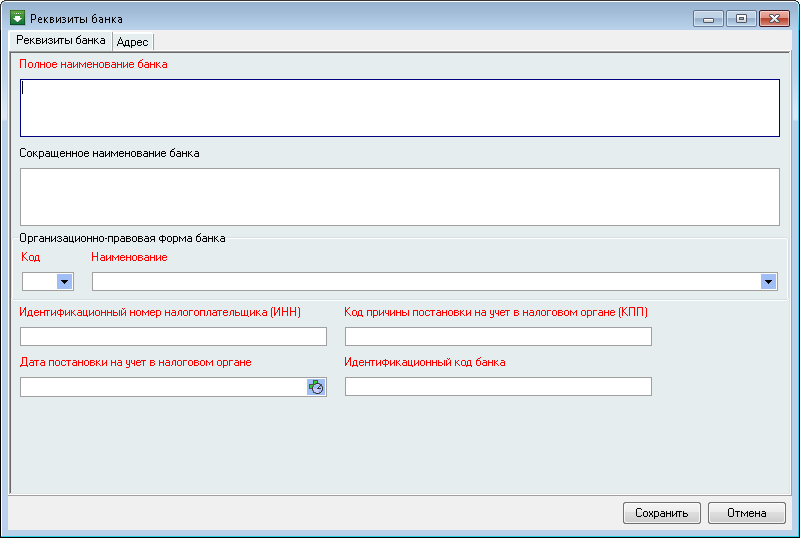 Реквизиты банка
Реквизиты банка Адрес
Полное наименование банка
Сокращенное наименование банка
Организационно-правовая форма банка
Код Наименование
Идентификационный номер налогоплательщика (ИНН) Код причины постановки на учет в налоговом органе (КПП)
Дата постановки на учет в налоговом органе Идентификационный код банка
Сохранить Отмена